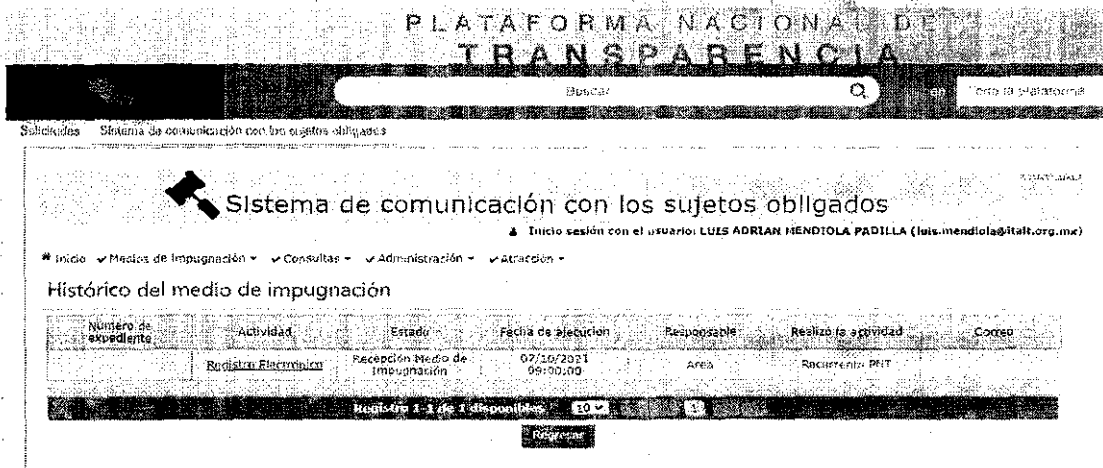 PLATAFORMA NACIONAL DE
TRANSPARENCIA
Buscar
en Toda la plataforma
Solicitudes Sistema de comunicación con los sujetos obligados
Sistema de comunicación con los sujetos obligados
Inicio sesión con el usuario: LUIS ADRIAN MENDIOLA PADILLA (luis.mendiola@itait.org.mx)
Inicio Medios de impugnación Consultas Administración Atracción
Histórico del medio de impugnación
Número de expediente Actividad Estado Fecha de ejecución Responsable Realizó la actividad Correo
Registro Electrónico Recepción Medio de Impugnación 07/10/2021 09:00:00 Area Recurrente PNT
Registro 1-1 de 1 disponibles 10 1
Regresar